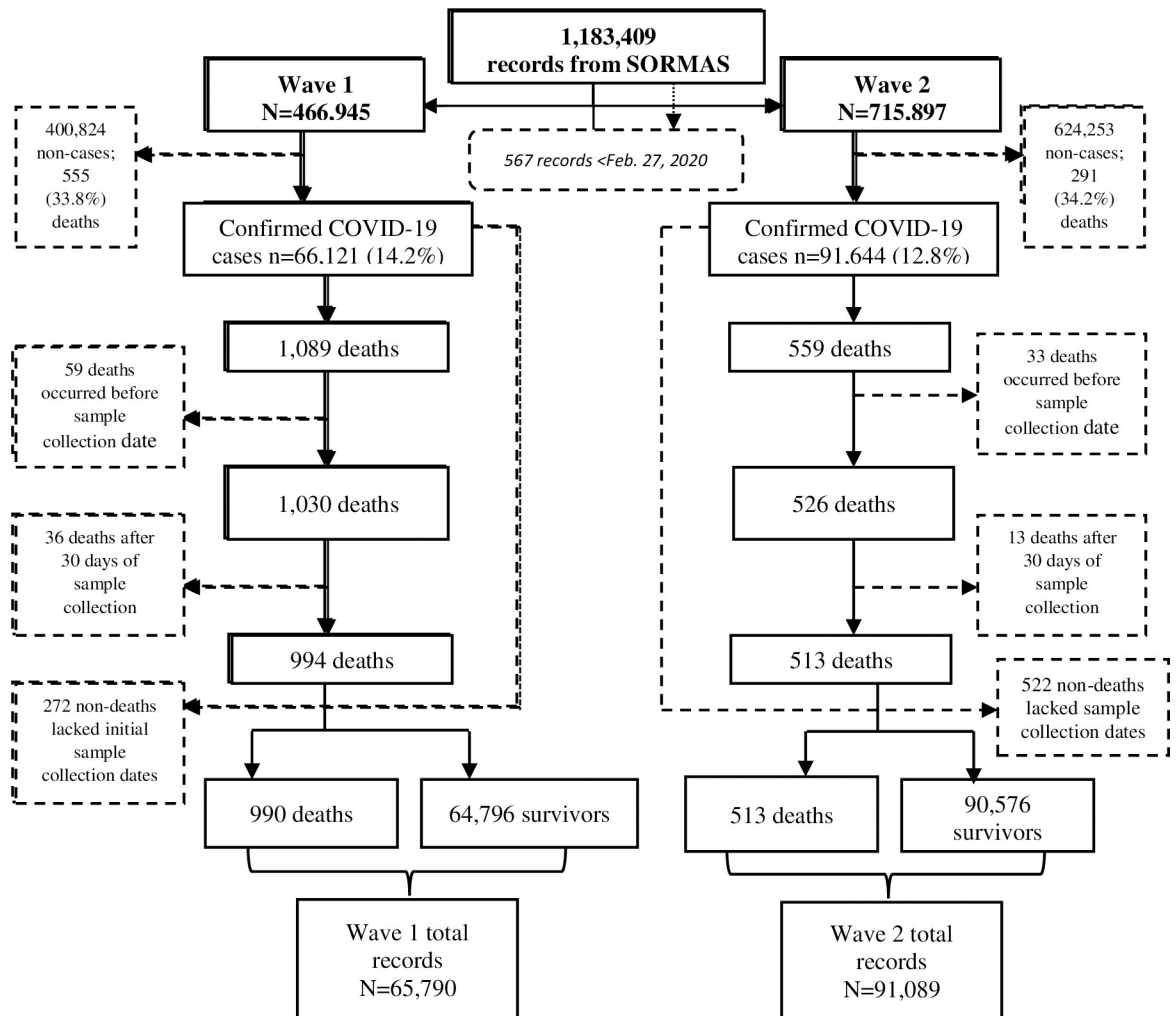 1,183,409
records from SORMAS
Wave 1
N=466,945
Wave 2
N=715,897
567 records <Feb. 27, 2020
400,824
non-cases;
555
(33.8%)
deaths
624,253
non-cases;
291
(34.2%)
deaths
Confirmed COVID-19
cases n=66,121 (14.2%)
Confirmed COVID-19
cases n=91,644 (12.8%)
1,089 deaths
559 deaths
59 deaths
occurred before
sample
collection date
33 deaths
occurred before
sample
collection date
1,030 deaths
526 deaths
36 deaths after
30 days of
sample
collection
13 deaths after
30 days of
sample
collection
994 deaths
513 deaths
272 non-deaths
lacked initial
sample
collection dates
522 non-deaths
lacked sample
collection dates
990 deaths
64,796 survivors
513 deaths
90,576
survivors
Wave 1 total
records
N=65,790
Wave 2 total
records
N=91,089